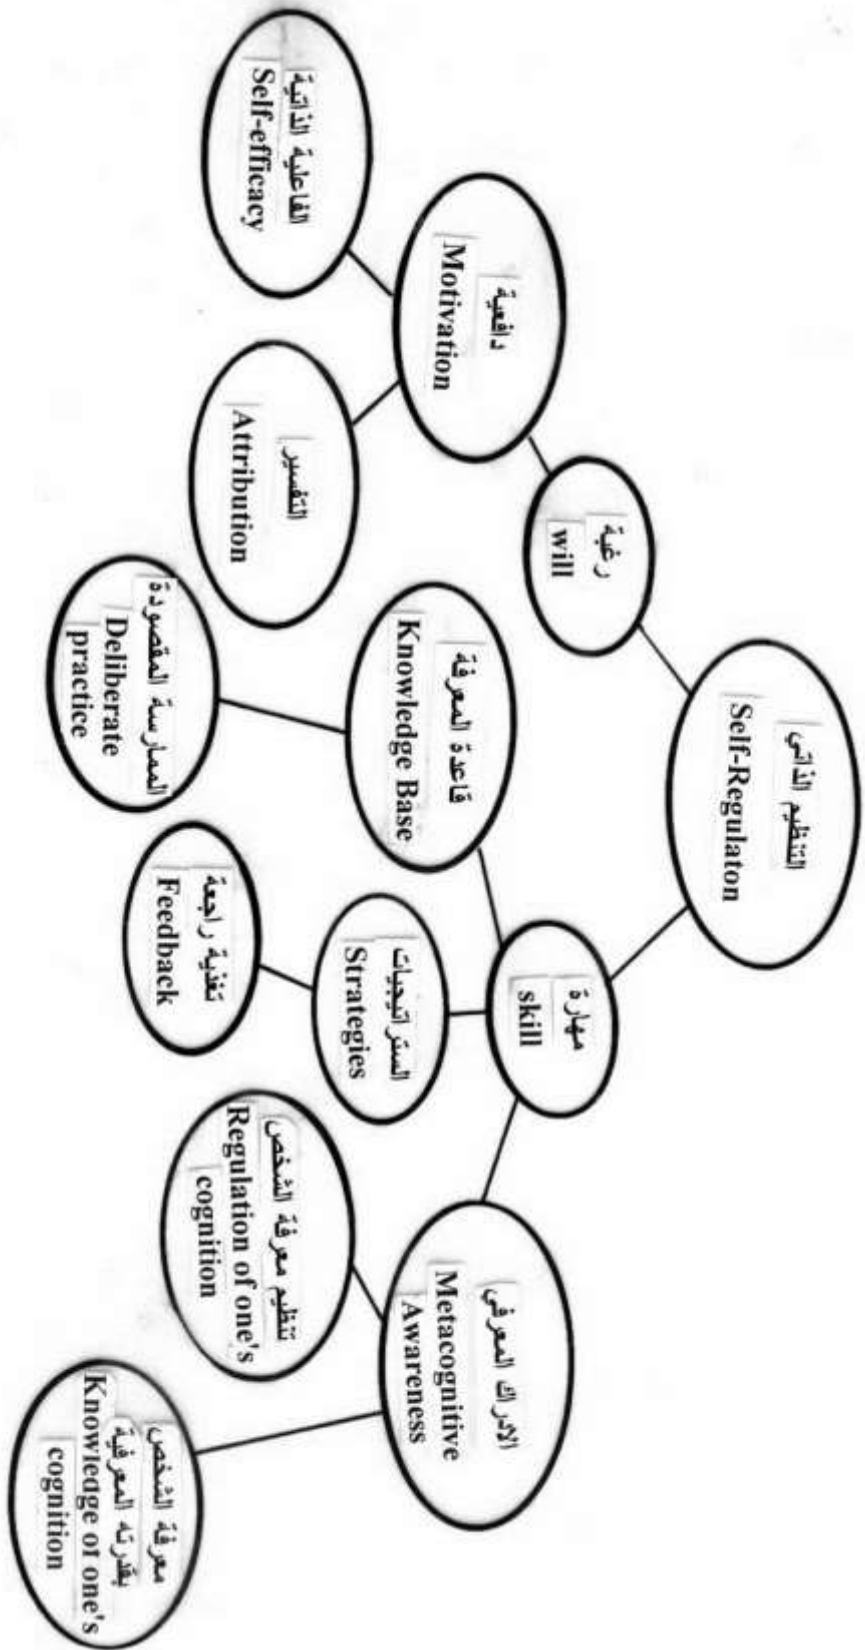 التنظيم الذاتي
Self-Regulaton
رغبة
will
مهارة
skill
دافعية
Motivation
قاعدة المعرفة
Knowledge Base
الستراتيجيات
Strategies
الادراك المعرفي
Metacognitive
Awareness
الفاعلية الذاتية
Self-efficacy
التفسير
Attribution
الممارسة المقصودة
Deliberate
practice
تغذية راجعة
Feedback
تنظيم معرفة الشخص
Regulation of one's
cognition
معرفة الشخص
بقدرته المعرفية
Knowledge of one's
cognition